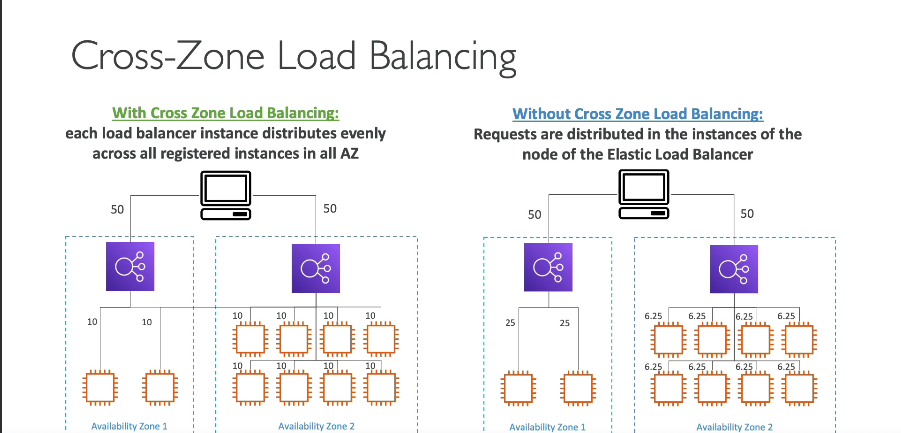 Cross-Zone Load Balancing
With Cross Zone Load Balancing:
each load balancer instance distributes evenly
across all registered instances in all AZ
50
50
10
10
10
10
10
10
10
10
10
10
Availability Zone 1
Availability Zone 2
Without Cross Zone Load Balancing:
Requests are distributed in the instances of the
node of the Elastic Load Balancer
50
50
25
25
6.25
6.25
6.25
6.25
6.25
6.25
6.25
6.25
Availability Zone 1
Availability Zone 2